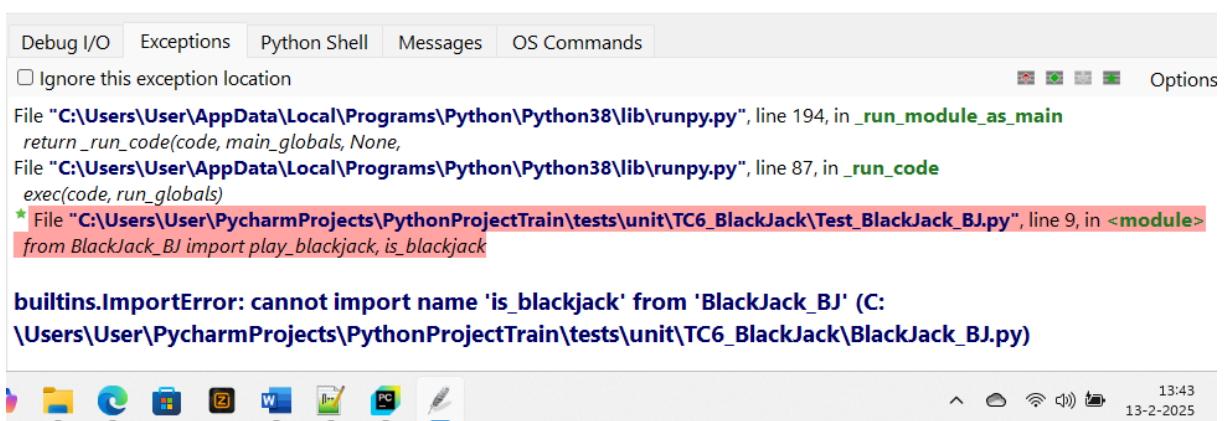 Debug I/O Exceptions Python Shell Messages OS Commands
Ignore this exception location Options
File "C:\Users\User\AppData\Local\Programs\Python\Python38\lib\runpy.py", line 194, in _run_module_as_main
return _run_code(code, main_globals, None,
File "C:\Users\User\AppData\Local\Programs\Python\Python38\lib\runpy.py", line 87, in _run_code
exec(code, run_globals)
* File "C:\Users\User\PycharmProjects\PythonProjectTrain\tests\unit\TC6_BlackJack\Test_BlackJack_BJ.py", line 9, in <module>
from BlackJack_BJ import play_blackjack, is_blackjack
builtins.ImportError: cannot import name 'is_blackjack' from 'BlackJack_BJ' (C:
\Users\User\PycharmProjects\PythonProjectTrain\tests\unit\TC6_BlackJack\BlackJack_BJ.py)
13:43
13-2-2025